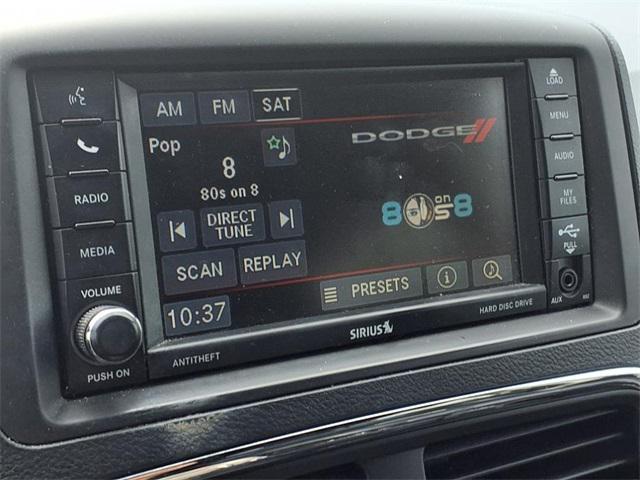 LOAD
MENU
AUDIO
MY
FILES
PULL
AUX
RADIO
MEDIA
VOLUME
PUSH ON
AM FM SAT
Pop
8
80s on 8
DIRECT
TUNE
SCAN REPLAY
PRESETS
10:37
DODGE
80s on 8
SIRIUS
HARD DISC DRIVE
ANTITHEFT